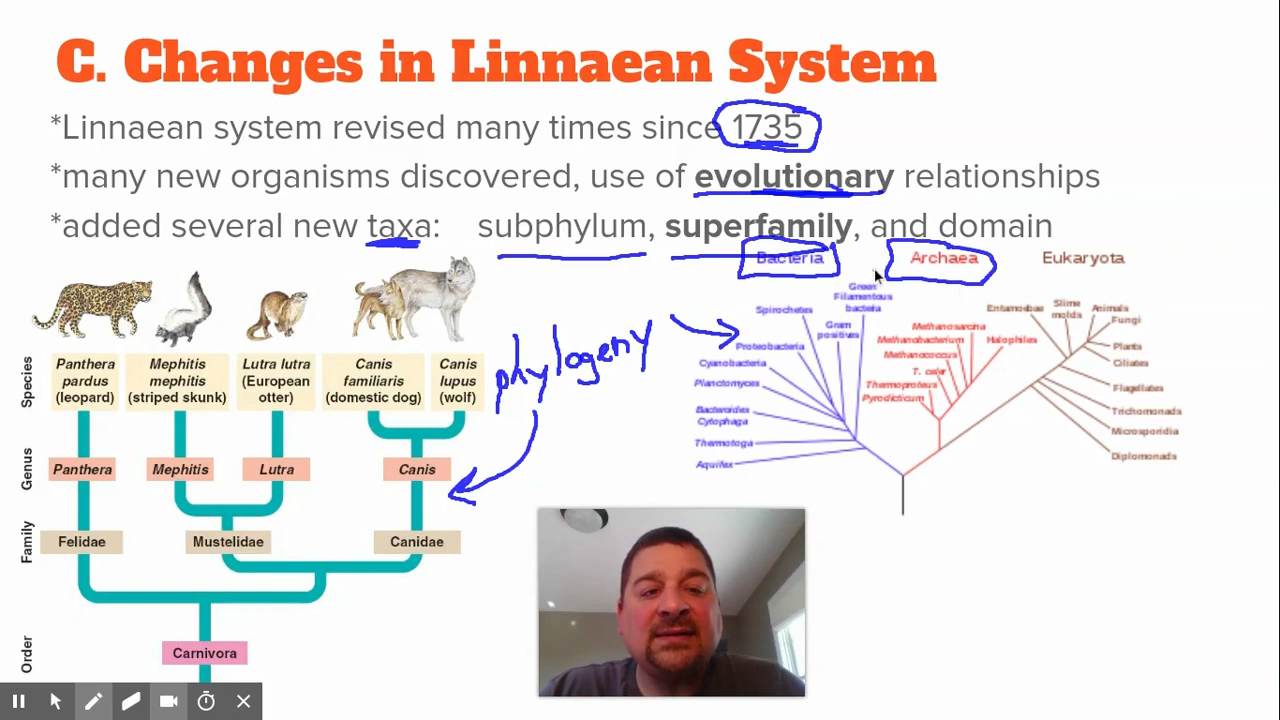 C. Changes in Linnaean System
*Linnaean system revised many times since 1735
*many new organisms discovered, use of evolutionary relationships
*added several new taxa: subphylum, superfamily, and domain
Species
Panthera pardus (leopard)
Mephitis mephitis (striped skunk)
Lutra lutra (European otter)
Canis familiaris (domestic dog)
Canis lupus (wolf)
Genus
Panthera
Mephitis
Lutra
Canis
Family
Felidae
Mustelidae
Canidae
Order
Carnivora
phylogeny
Bacteria
Archaea
Eukaryota
Green Filamentous bacteria
Spirochetes
Gram positives
Proteobacteria
Cyanobacteria
Planctomyces
Bacteroides Cytophaga
Thermotoga
Aquifex
Methanosarcina
Methanobacterium
Halophiles
Methanococcus
T. celer
Thermoproteus
Pyrodicticum
Entamoebae
Slime molds
Animals
Fungi
Plants
Ciliates
Flagellates
Trichomonads
Microsporidia
Diplomonads